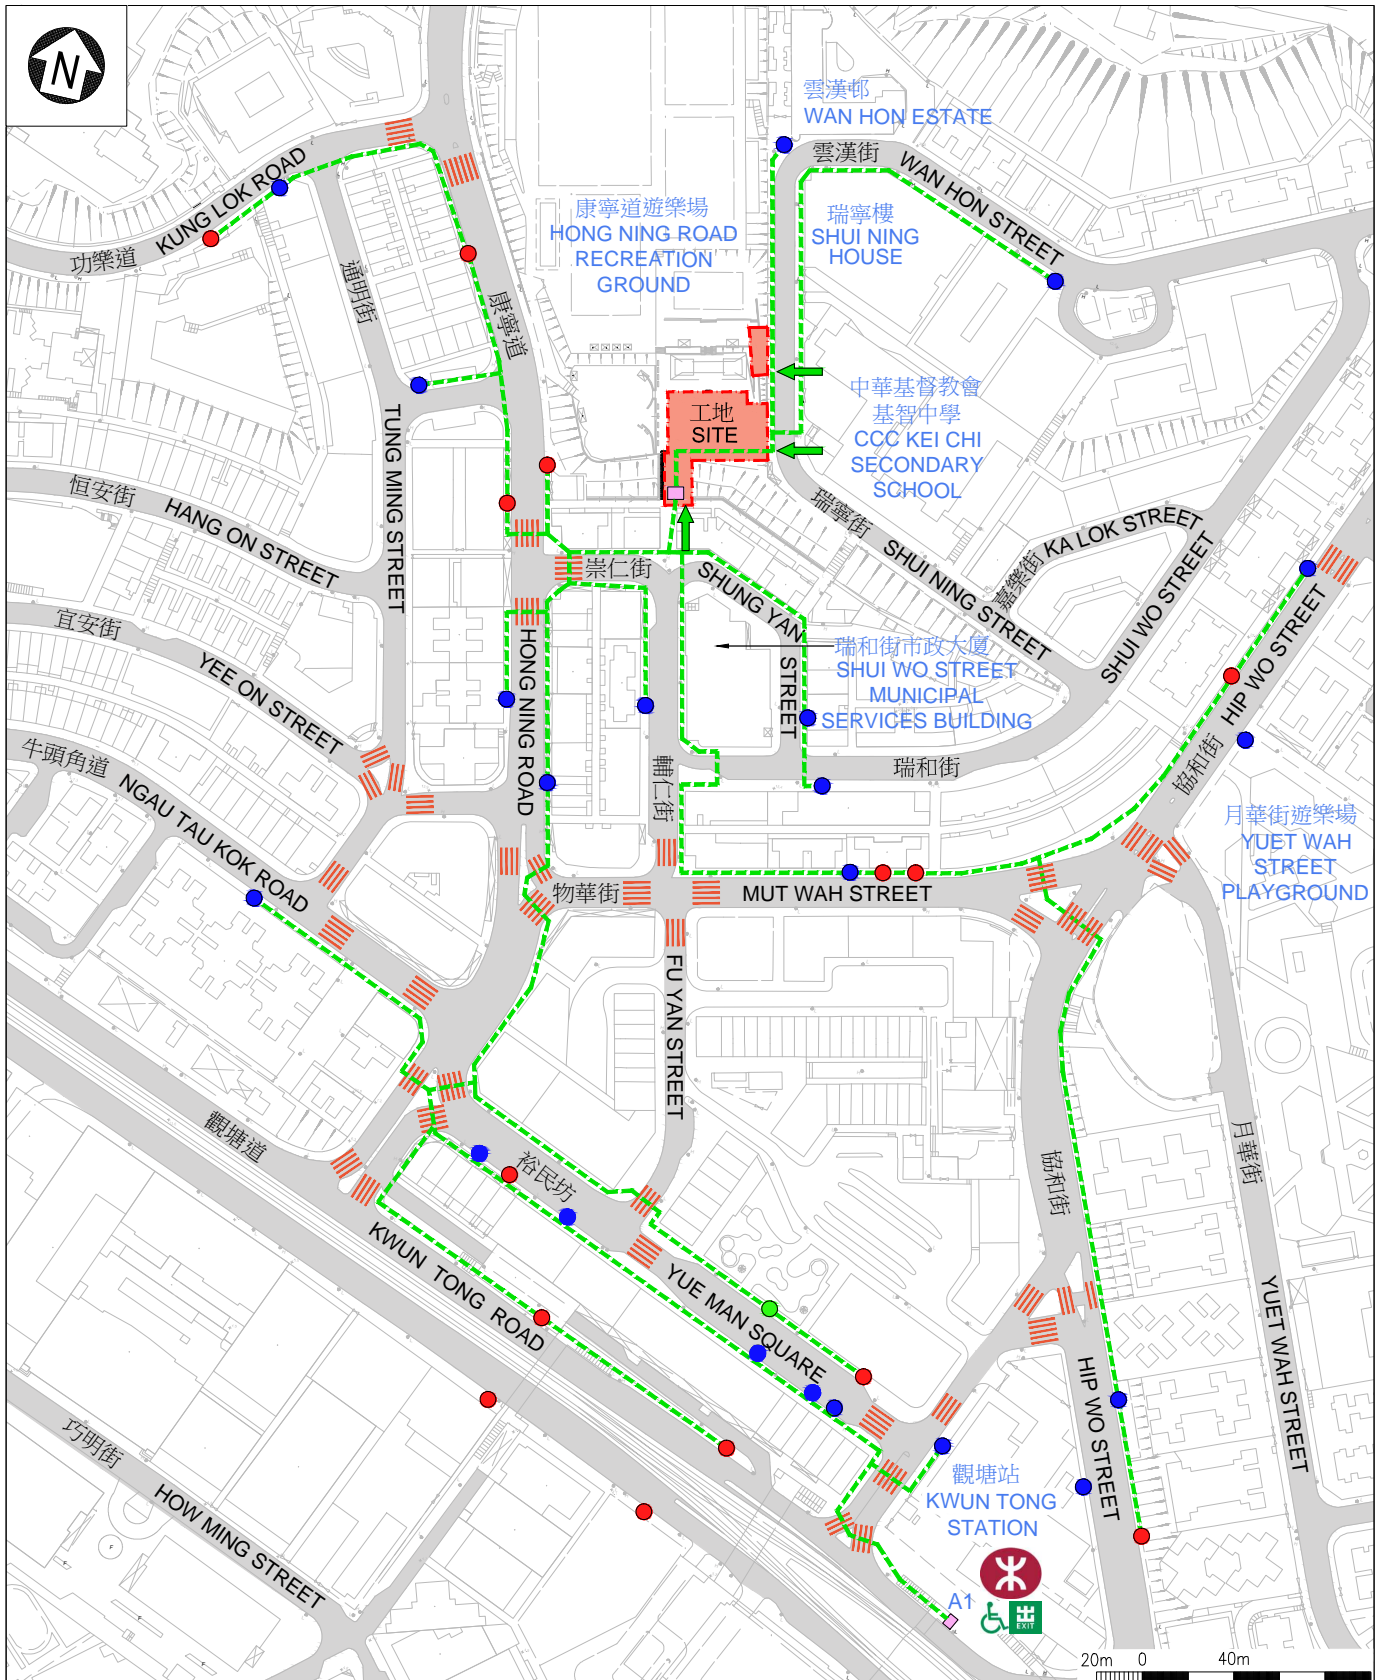 N
雲漢邨
WAN HON ESTATE
雲漢街
WAN HON STREET
KUNG LOK ROAD
功樂道
通明街
康寧道遊樂場
HONG NING ROAD
RECREATION
GROUND
瑞寧樓
SHUI NING
HOUSE
康寧道
中華基督教會
基智中學
CCC KEI CHI
SECONDARY
SCHOOL
工地
SITE
TUNG MING STREET
恒安街
HANG ON STREET
瑞寧街
SHUI NING STREET
嘉樂街
KA LOK STREET
SHUI WO STREET
宜安街
YEE ON STREET
崇仁街
SHUNG YAN
STREET
HONG NING ROAD
瑞和街市政大廈
SHUI WO STREET
MUNICIPAL
SERVICES BUILDING
協和街
HIP WO STREET
牛頭角道
NGAU TAU KOK ROAD
輔仁街
瑞和街
月華街遊樂場
YUET WAH
STREET
PLAYGROUND
物華街
MUT WAH STREET
FU YAN STREET
觀塘道
裕民坊
協和街
月華街
KWUN TONG ROAD
YUE MAN SQUARE
HIP WO STREET
YUET WAH STREET
巧明街
HOW MING STREET
觀塘站
KWUN TONG
STATION
A1
出
EXIT
20m 0 40m